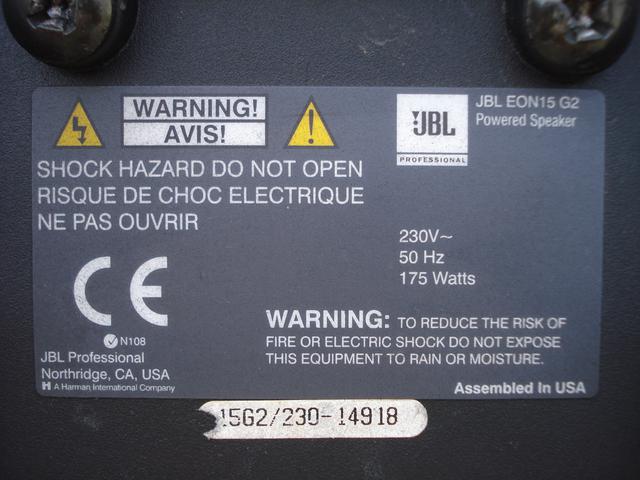 WARNING!
AVIS!
SHOCK HAZARD DO NOT OPEN
RISQUE DE CHOC ELECTRIQUE
NE PAS OUVRIR
JBL
PROFESSIONAL
JBL EON15 G2
Powered Speaker
230V~
50 Hz
175 Watts
CE
N108
JBL Professional
Northridge, CA, USA
H A Harman International Company
WARNING: TO REDUCE THE RISK OF
FIRE OR ELECTRIC SHOCK DO NOT EXPOSE
THIS EQUIPMENT TO RAIN OR MOISTURE.
Assembled In USA
15G2/230-14918